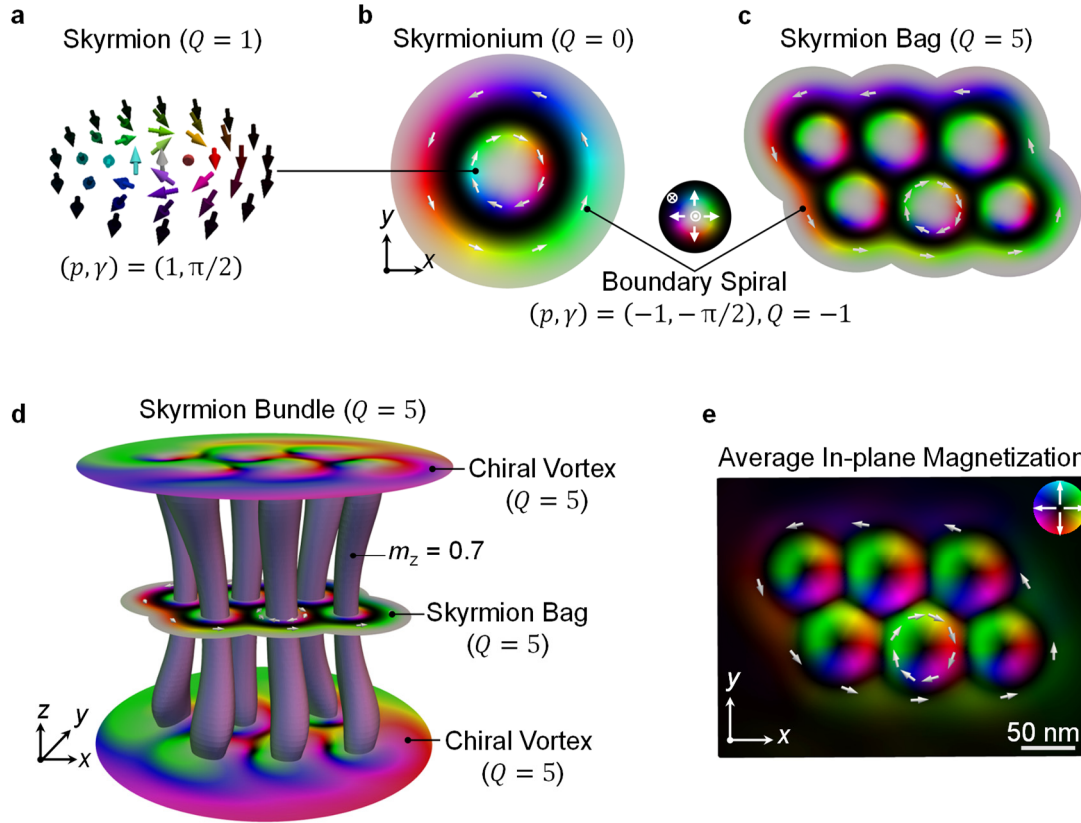 a
Skyrmion (Q = 1)
(p, γ) = (1, π/2)
b
Skyrmionium (Q = 0)
y
x
c
Skyrmion Bag (Q = 5)
Boundary Spiral
(p, γ) = (−1, − π/2), Q = −1
d
Skyrmion Bundle (Q = 5)
Chiral Vortex
(Q = 5)
m_z = 0.7
Skyrmion Bag
(Q = 5)
Chiral Vortex
(Q = 5)
z
y
x
e
Average In-plane Magnetization
y
x
50 nm